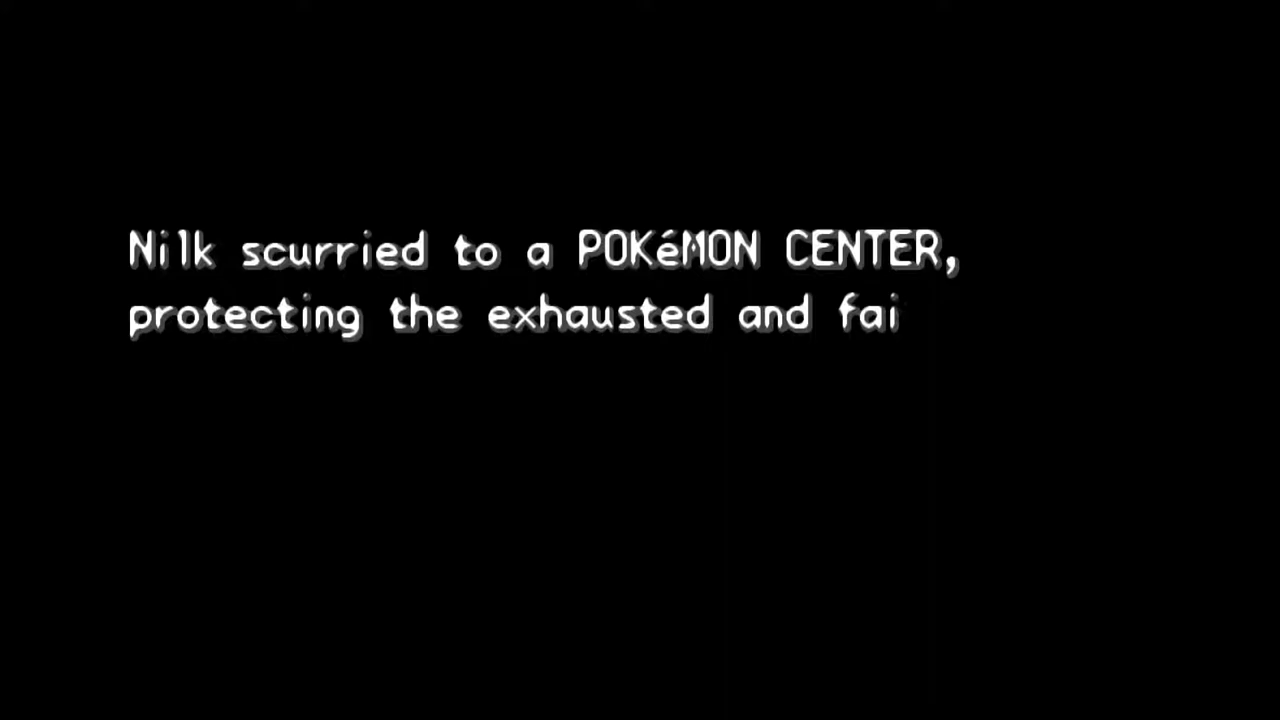 Nilk scurried to a POKéMON CENTER,
protecting the exhausted and fai